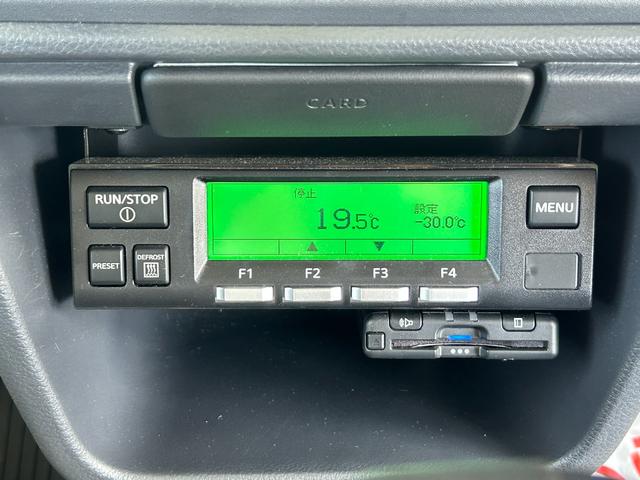 CARD
RUN/STOP
停止
19.5℃
設定
-30.0℃
MENU
PRESET
DEFROST
F1 F2 F3 F4